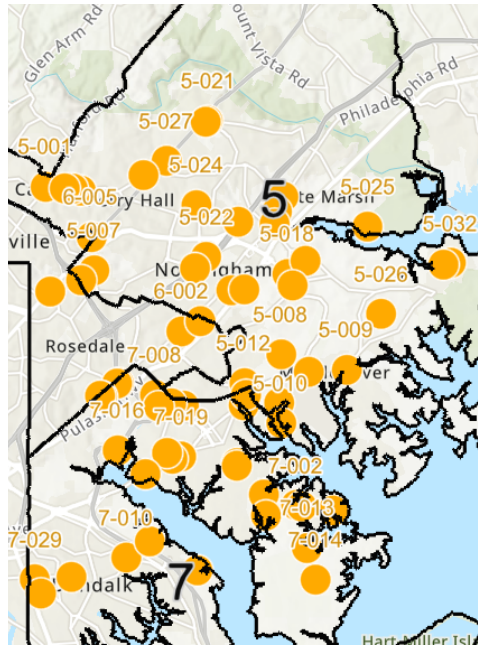 Glen Arm Rd
Mount Vista Rd
Philadelphia Rd
5-021
5-027
5-001
5-024
6-005
ry Hall
5
te Marsh
5-025
5-022
5-007
5-018
5-032
ville
No
ngham
5-026
6-002
5-008
5-009
Rosedale
7-008
5-012
5-010
7-016
7-019
7-002
7-013
7-010
7-014
7-029
7
ndalk
Hart-Miller Isl